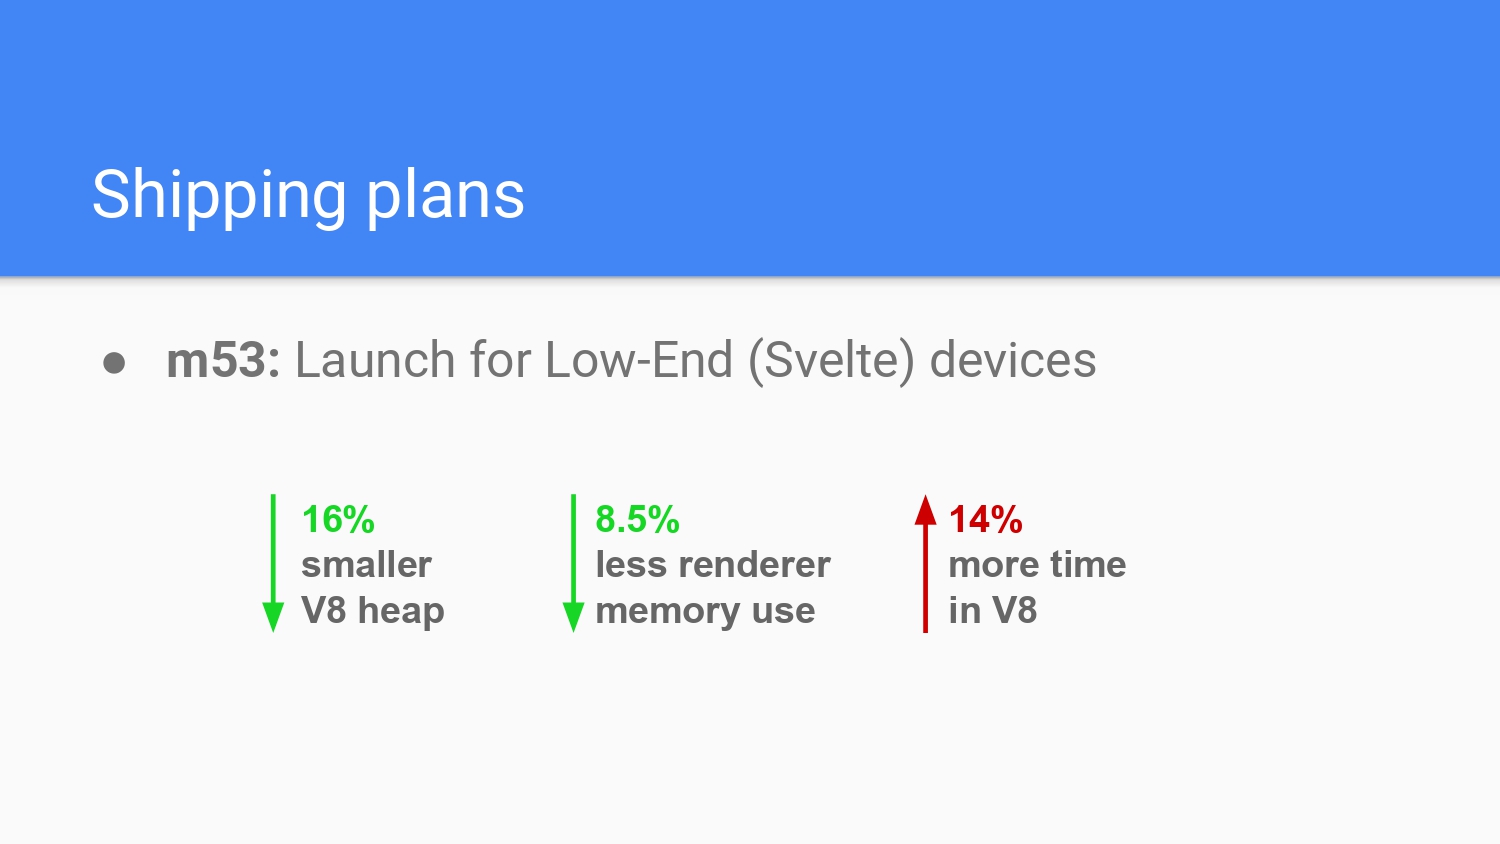 Shipping plans
● m53: Launch for Low-End (Svelte) devices
16%
smaller
V8 heap
8.5%
less renderer
memory use
14%
more time
in V8